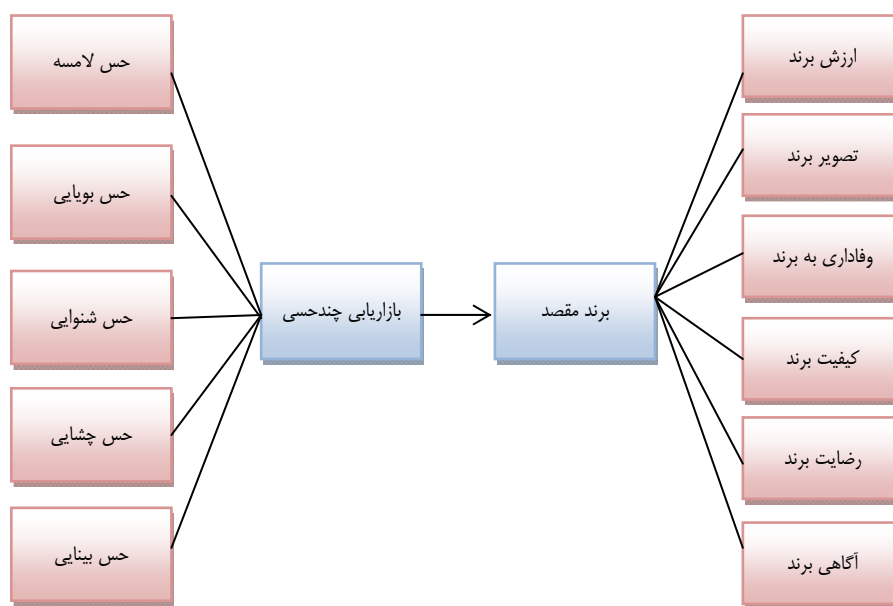 حس لامسه
حس بویایی
حس شنوایی
حس چشایی
حس بینایی
بازاریابی چندحسی
برند مقصد
ارزش برند
تصویر برند
وفاداری به برند
کیفیت برند
رضایت برند
آگاهی برند